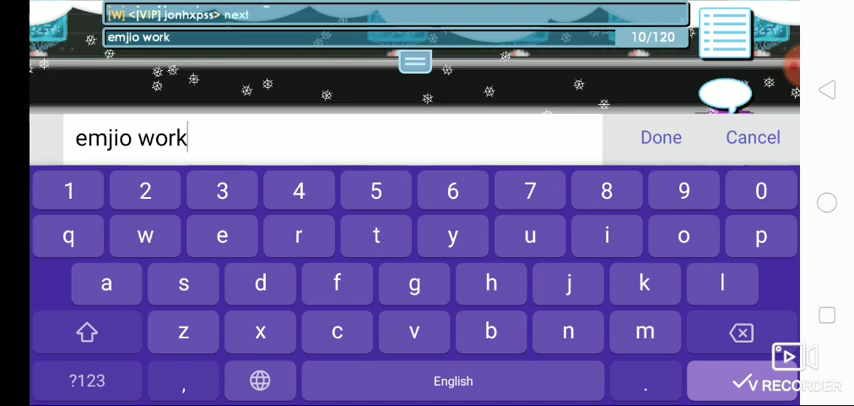 [W] <[VIP] jonhxpss> next
emjio work 10/120
emjio work Done Cancel
1 2 3 4 5 6 7 8 9 0
q w e r t y u i o p
a s d f g h j k l
z x c v b n m
?123 , English .
V RECORDER